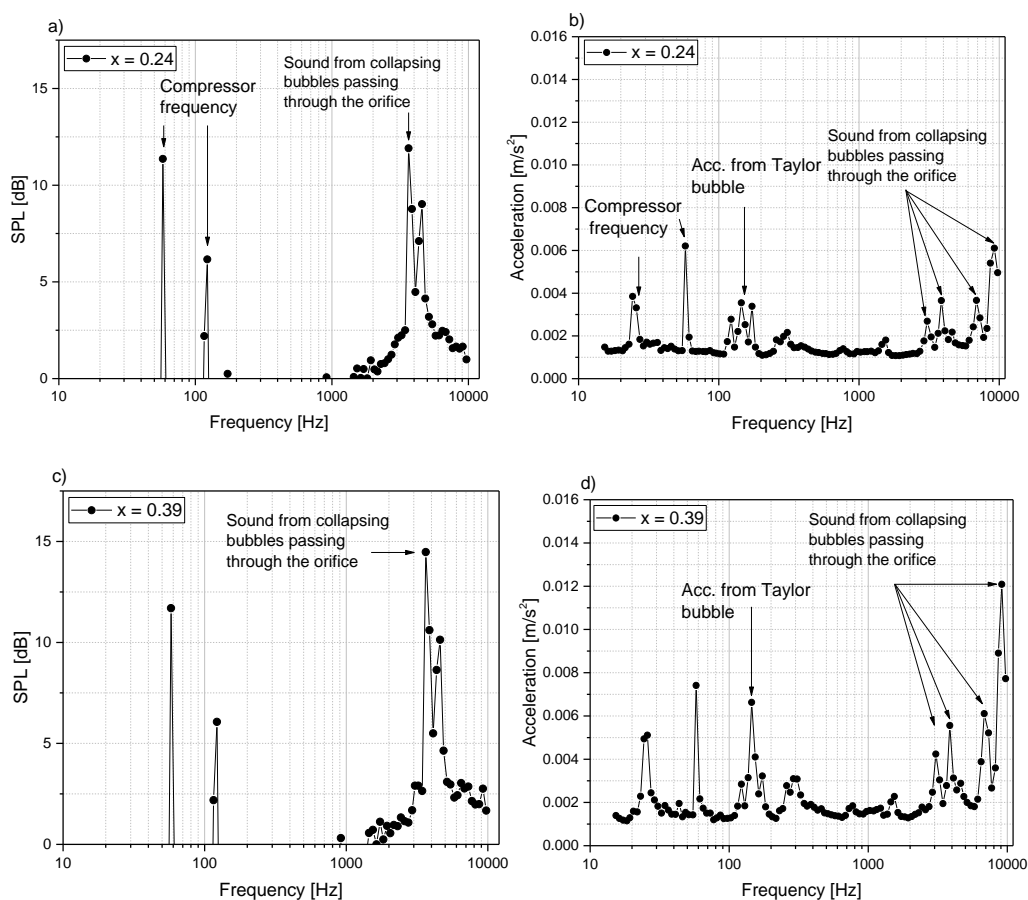 a)
x = 0.24
Compressor
frequency
Sound from collapsing
bubbles passing
through the orifice
15
10
5
0
SPL [dB]
10
100
1000
10000
Frequency [Hz]
b)
x = 0.24
Sound from collapsing
bubbles passing
through the orifice
Acc. from Taylor
bubble
Compressor
frequency
0.016
0.014
0.012
0.010
0.008
0.006
0.004
0.002
0.000
Acceleration [m/s²]
10
100
1000
10000
Frequency [Hz]
c)
x = 0.39
Sound from collapsing
bubbles passing
through the orifice
15
10
5
0
SPL [dB]
10
100
1000
10000
Frequency [Hz]
d)
x = 0.39
Sound from collapsing
bubbles passing
through the orifice
Acc. from Taylor
bubble
0.016
0.014
0.012
0.010
0.008
0.006
0.004
0.002
0.000
Acceleration [m/s²]
10
100
1000
10000
Frequency [Hz]